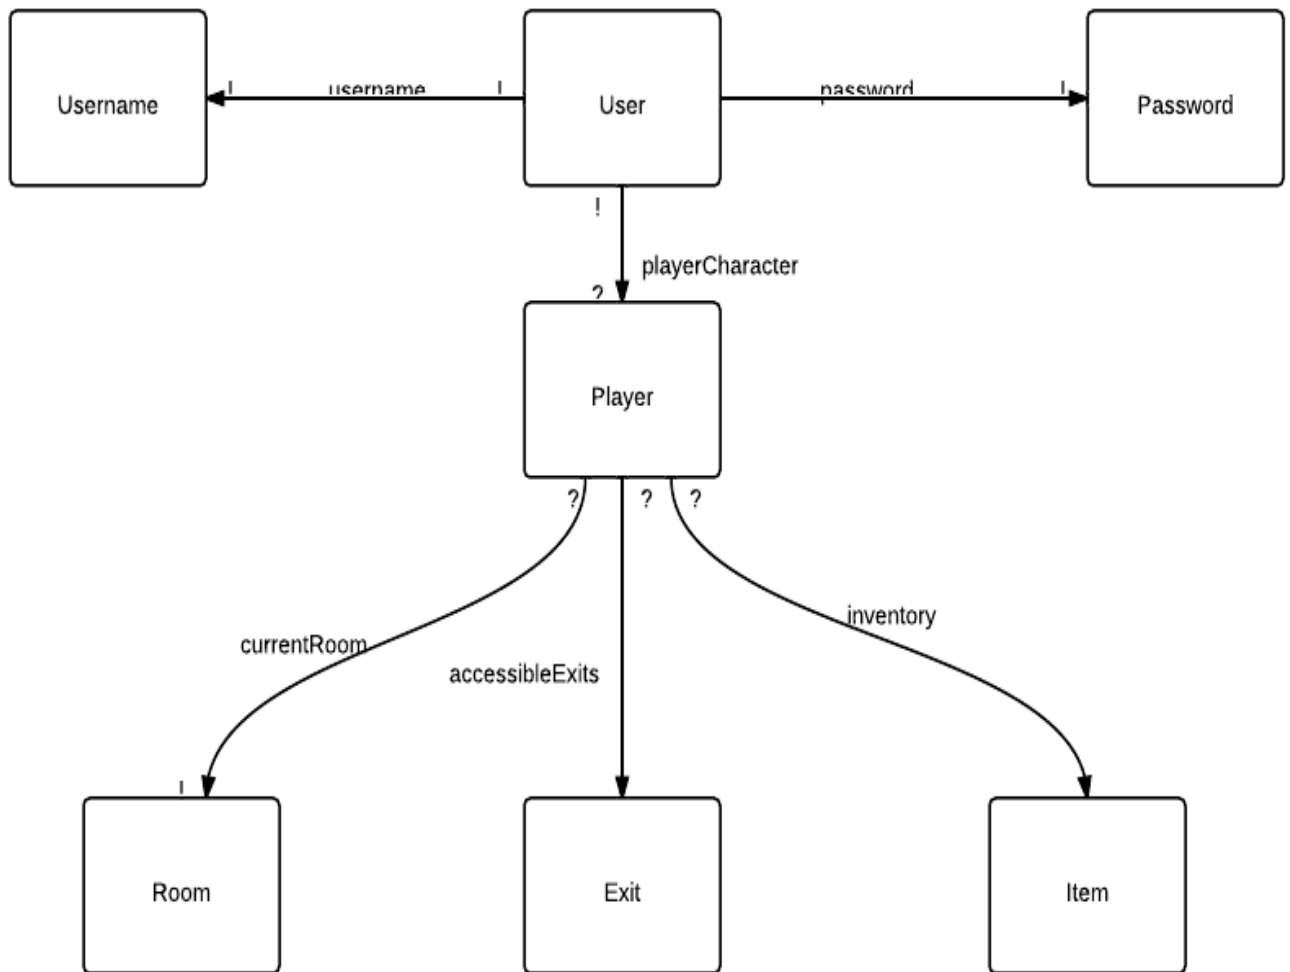 ! username ! password !
Username User Password
!
playerCharacter
?
Player
? ? ?
inventory
currentRoom
accessibleExits
!
Room Exit Item